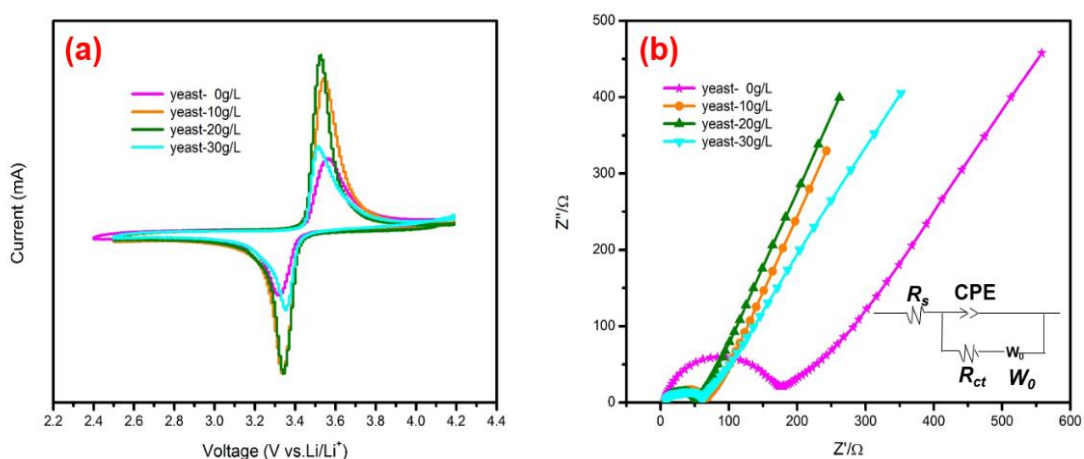 (a)
yeast- 0g/L
yeast-10g/L
yeast-20g/L
yeast-30g/L
Current (mA)
2.2 2.4 2.6 2.8 3.0 3.2 3.4 3.6 3.8 4.0 4.2 4.4
Voltage (V vs.Li/Li⁺)
(b)
yeast- 0g/L
yeast-10g/L
yeast-20g/L
yeast-30g/L
Z''/Ω
500
400
300
200
100
0
Rs CPE
W₀
Rct W₀
0 100 200 300 400 500 600
Z'/Ω